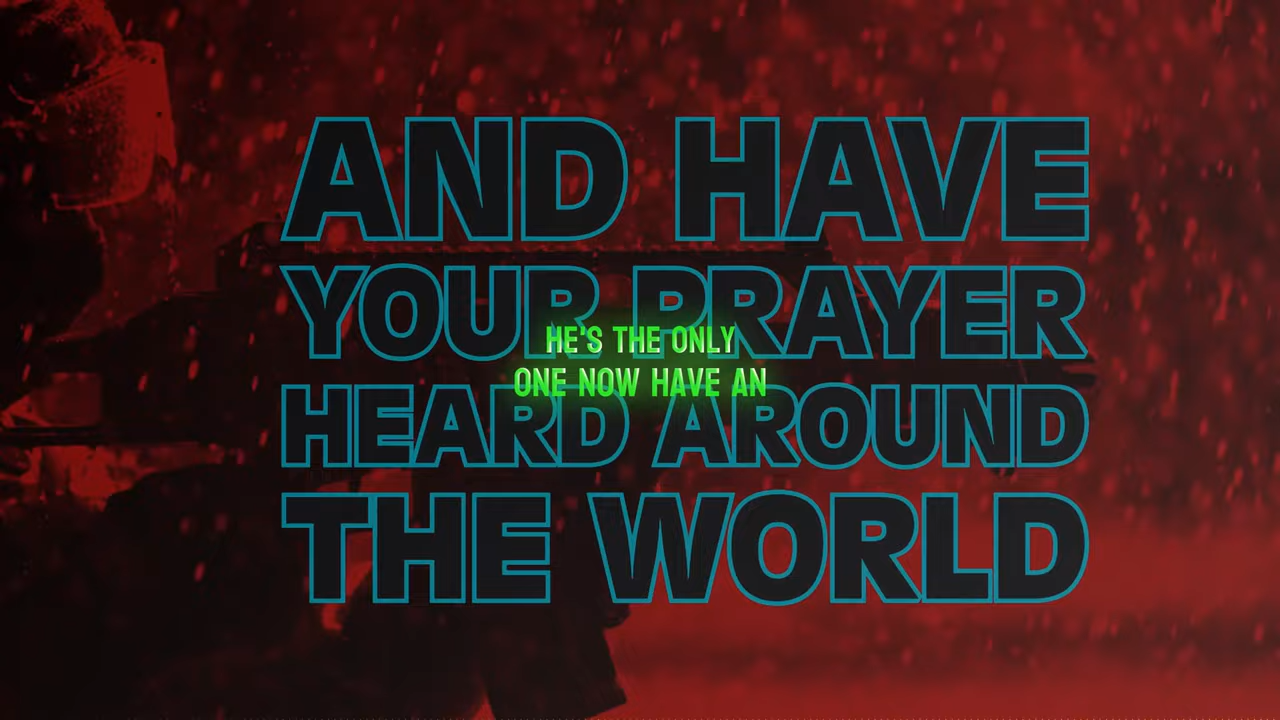 AND HAVE
YOUR PRAYER
HE'S THE ONLY
ONE NOW HAVE AN
HEARD AROUND
THE WORLD